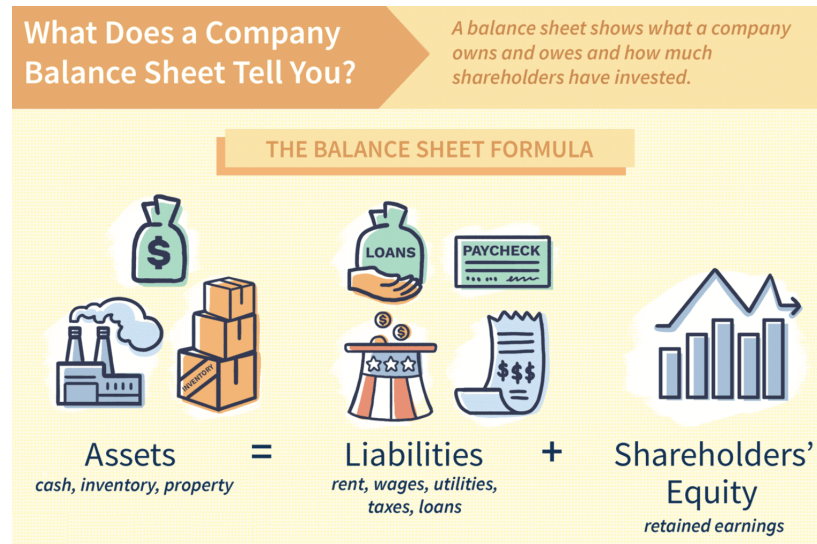 What Does a Company
Balance Sheet Tell You?
A balance sheet shows what a company
owns and owes and how much
shareholders have invested.
THE BALANCE SHEET FORMULA
$
LOANS
PAYCHECK
$ $
$$$
INVENTORY
Assets = Liabilities + Shareholders’
Equity
cash, inventory, property
rent, wages, utilities,
taxes, loans
retained earnings